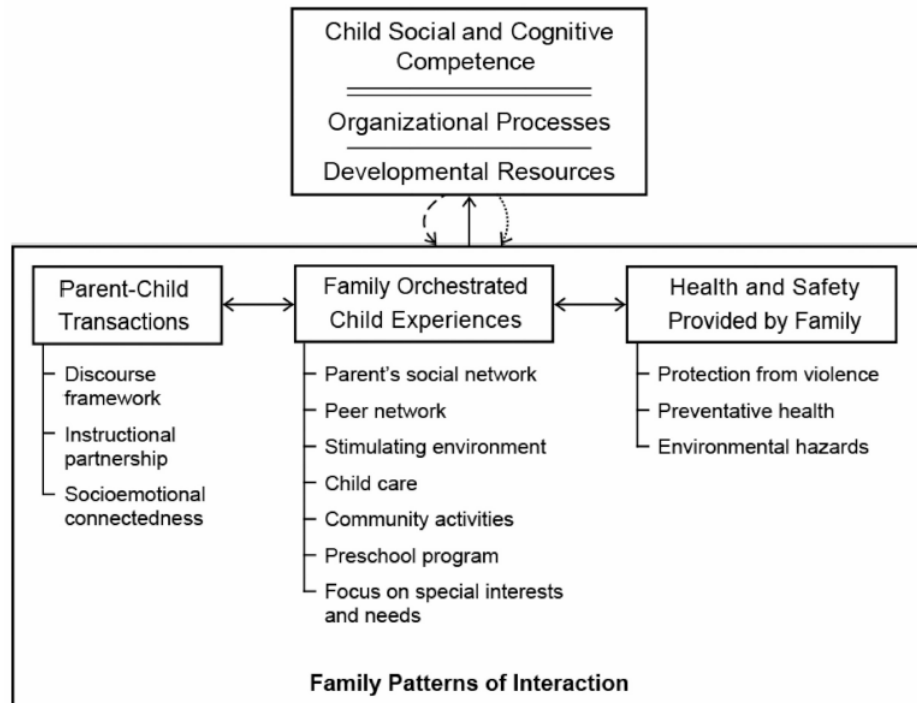 Child Social and Cognitive
Competence
Organizational Processes
Developmental Resources
Parent-Child
Transactions
Family Orchestrated
Child Experiences
Health and Safety
Provided by Family
Discourse
framework
Instructional
partnership
Socioemotional
connectedness
Parent's social network
Peer network
Stimulating environment
Child care
Community activities
Preschool program
Focus on special interests
and needs
Protection from violence
Preventative health
Environmental hazards
Family Patterns of Interaction